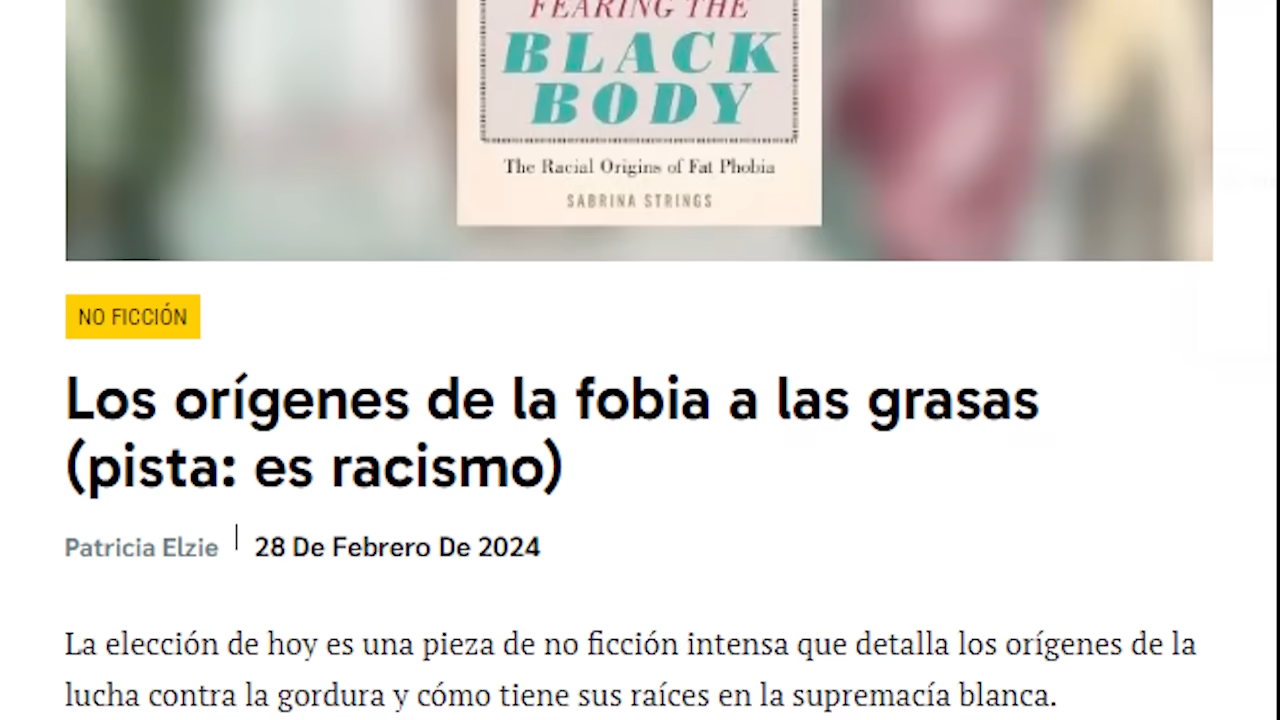 FEARING THE
BLACK
BODY
The Racial Origins of Fat Phobia
SABRINA STRINGS
NO FICCIÓN
Los orígenes de la fobia a las grasas
(pista: es racismo)
Patricia Elzie | 28 De Febrero De 2024
La elección de hoy es una pieza de no ficción intensa que detalla los orígenes de la
lucha contra la gordura y cómo tiene sus raíces en la supremacía blanca.